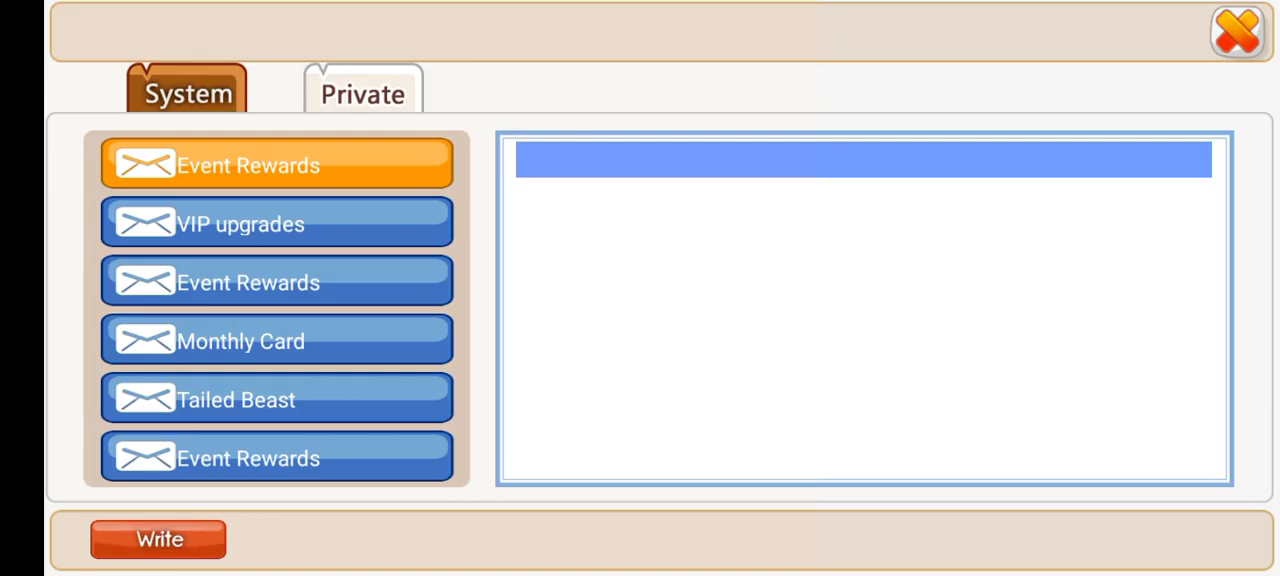 System
Private
Event Rewards
VIP upgrades
Event Rewards
Monthly Card
Tailed Beast
Event Rewards
Write